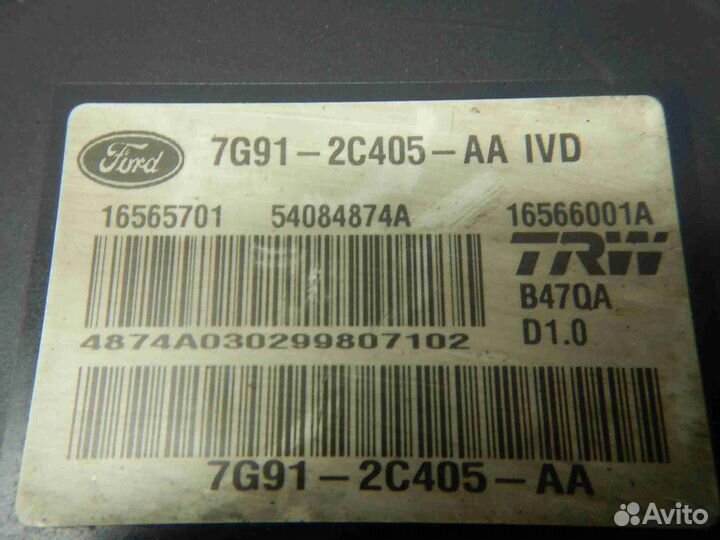 Ford 7G91-2C405-AA IVD
16565701 54084874A 16566001A
TRW
B47QA
4874A030299807102 D1.0
7G91-2C405-AA
Avito